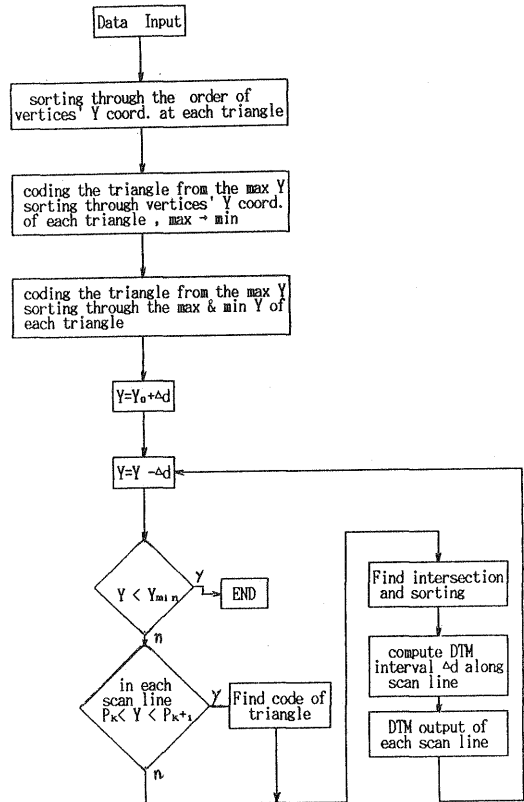 Data Input
sorting through the order of
vertices' Y coord. at each triangle
coding the triangle from the max Y
sorting through vertices' Y coord.
of each triangle , max → min
coding the triangle from the max Y
sorting through the max & min Y of
each triangle
Y=Y₀+Δd
Y=Y -Δd
Y < Ymin
Y
END
n
in each
scan line
Pk< Y < Pk+1
Y
Find code of
triangle
n
Find intersection
and sorting
compute DTM
interval Δd along
scan line
DTM output of
each scan line